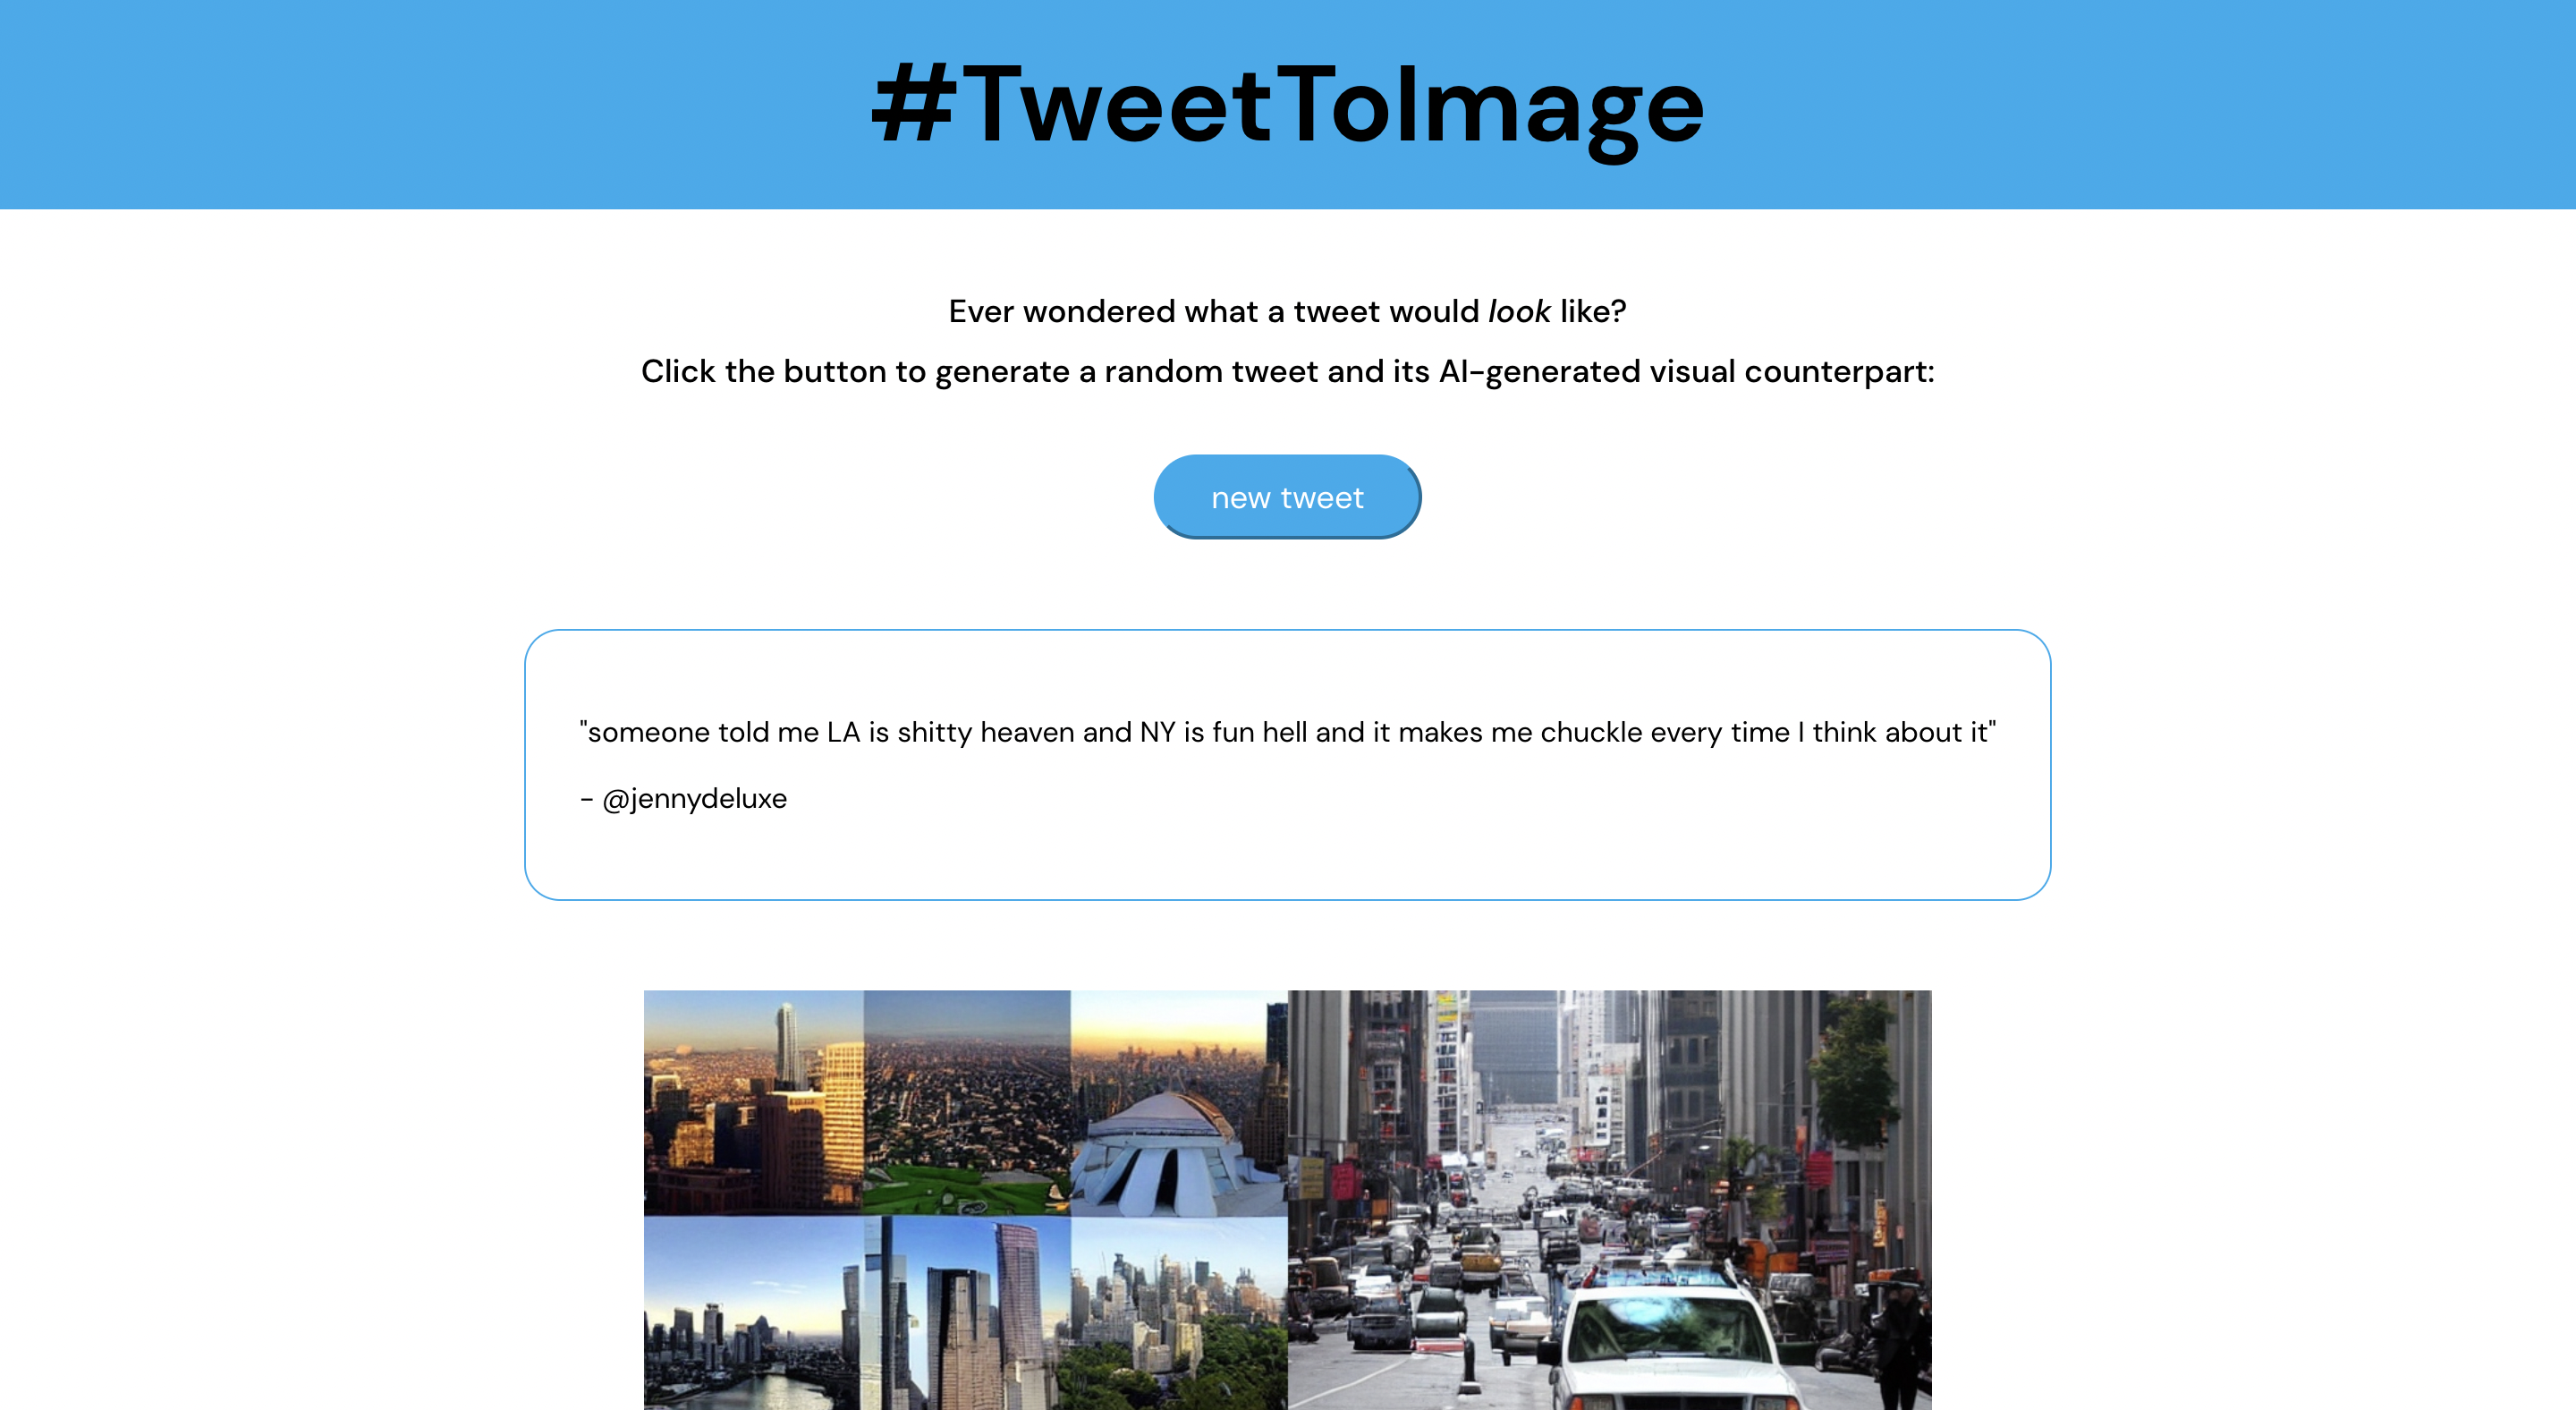 #TweetToImage
Ever wondered what a tweet would look like?
Click the button to generate a random tweet and its AI-generated visual counterpart:
new tweet
"someone told me LA is shitty heaven and NY is fun hell and it makes me chuckle every time I think about it"
- @jennydeluxe